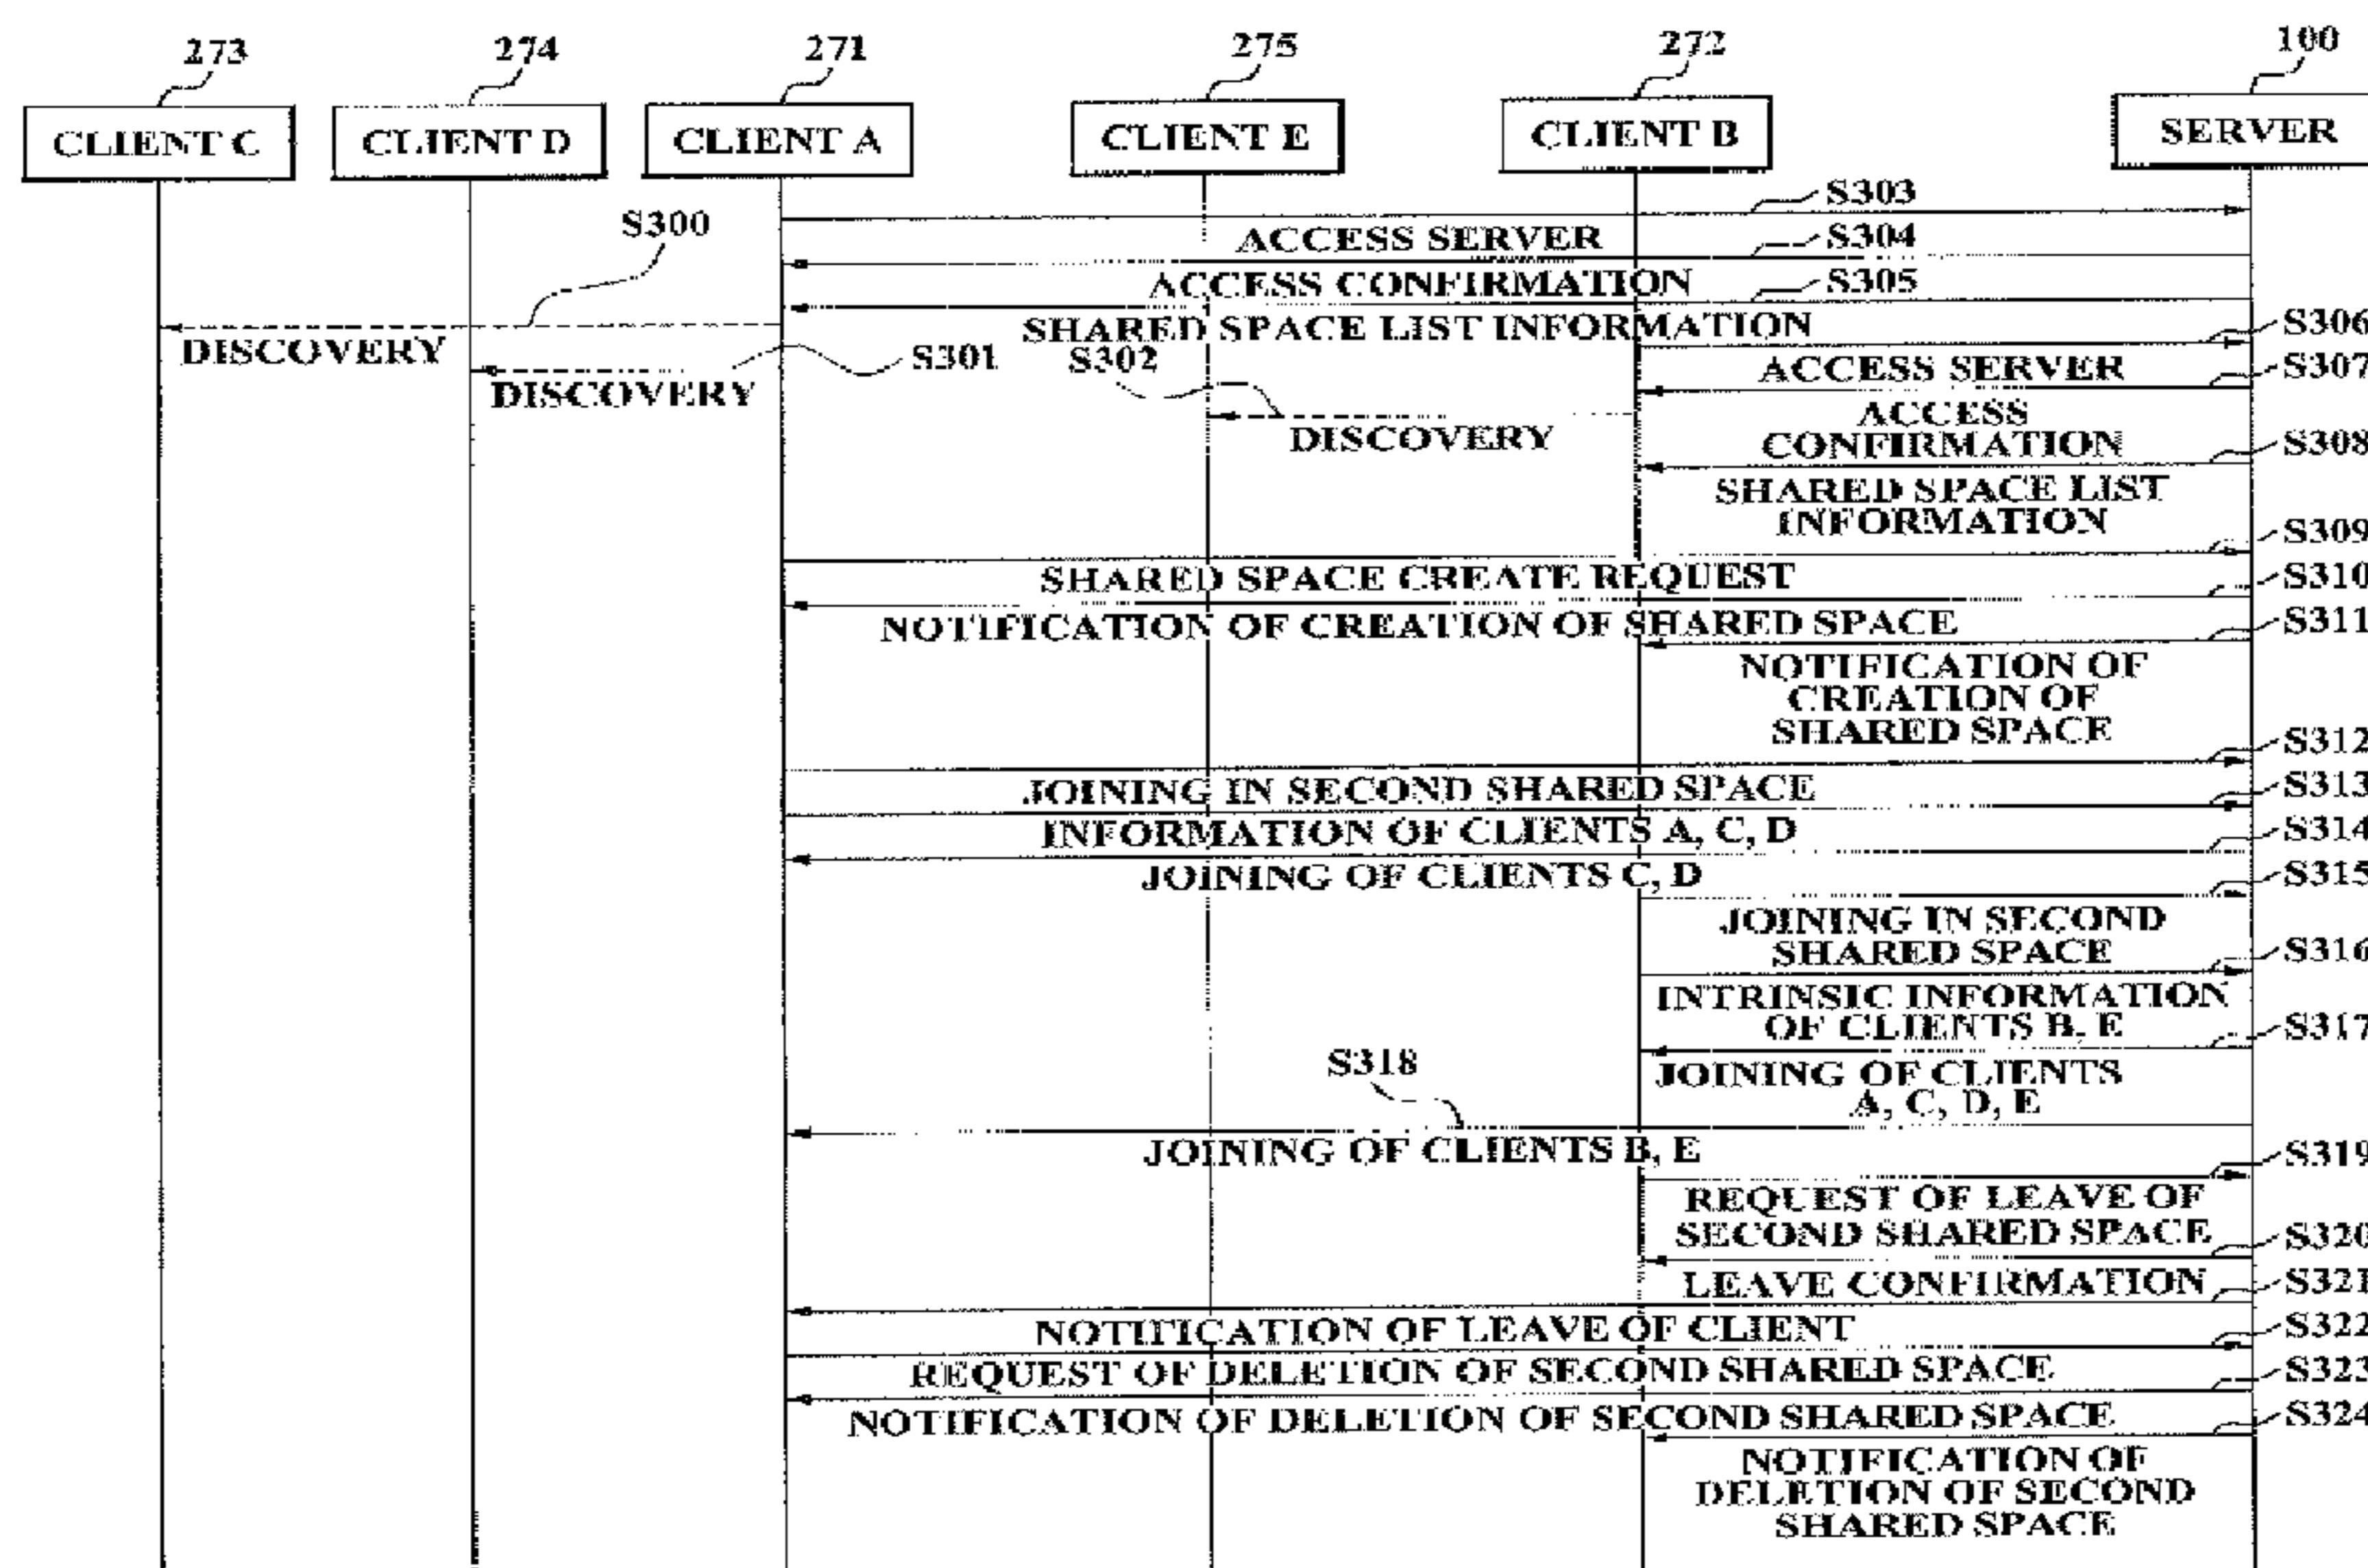 273
274
271
275
272
100
CLIENT C
CLIENT D
CLIENT A
CLIENT E
CLIENT B
SERVER
S303
ACCESS SERVER
S304
ACCESS CONFIRMATION
S305
S300
DISCOVERY
SHARED SPACE LIST INFORMATION
S306
S301
DISCOVERY
S302
ACCESS SERVER
S307
DISCOVERY
ACCESS
CONFIRMATION
S308
SHARED SPACE LIST
INFORMATION
S309
SHARED SPACE CREATE REQUEST
S310
NOTIFICATION OF CREATION OF SHARED SPACE
S311
NOTIFICATION OF
CREATION OF
SHARED SPACE
S312
JOINING IN SECOND SHARED SPACE
S313
INFORMATION OF CLIENTS A, C, D
S314
JOINING OF CLIENTS C, D
S315
JOINING IN SECOND
SHARED SPACE
S316
INTRINSIC INFORMATION
OF CLIENTS B, E
S317
JOINING OF CLIENTS
A, C, D, E
S318
JOINING OF CLIENTS B, E
S319
REQUEST OF LEAVE OF
SECOND SHARED SPACE
S320
LEAVE CONFIRMATION
S321
NOTIFICATION OF LEAVE OF CLIENT
S322
REQUEST OF DELETION OF SECOND SHARED SPACE
S323
NOTIFICATION OF DELETION OF SECOND SHARED SPACE
S324
NOTIFICATION OF
DELETION OF SECOND
SHARED SPACE